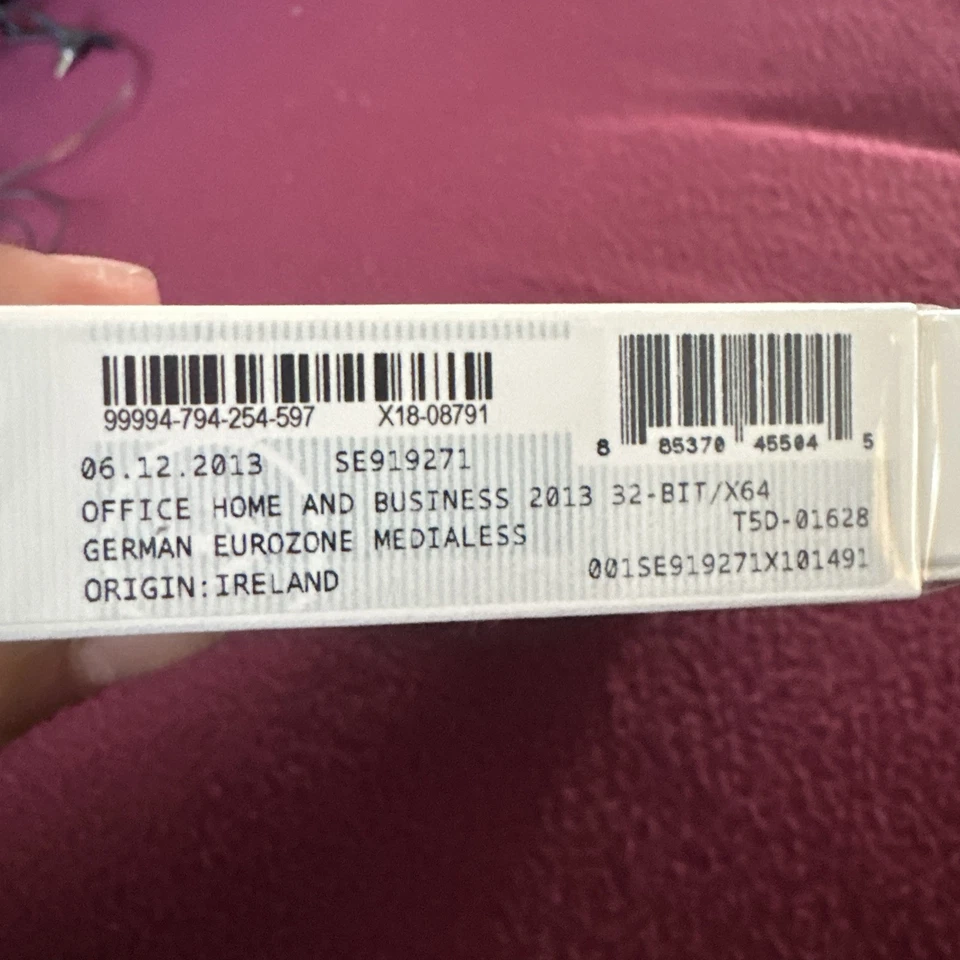 99994-794-254-597 X18-08791
8 85370 45504 5
06.12.2013 SE919271
OFFICE HOME AND BUSINESS 2013 32-BIT/X64
T5D-01628
GERMAN EUROZONE MEDIALESS
001SE919271X101491
ORIGIN:IRELAND